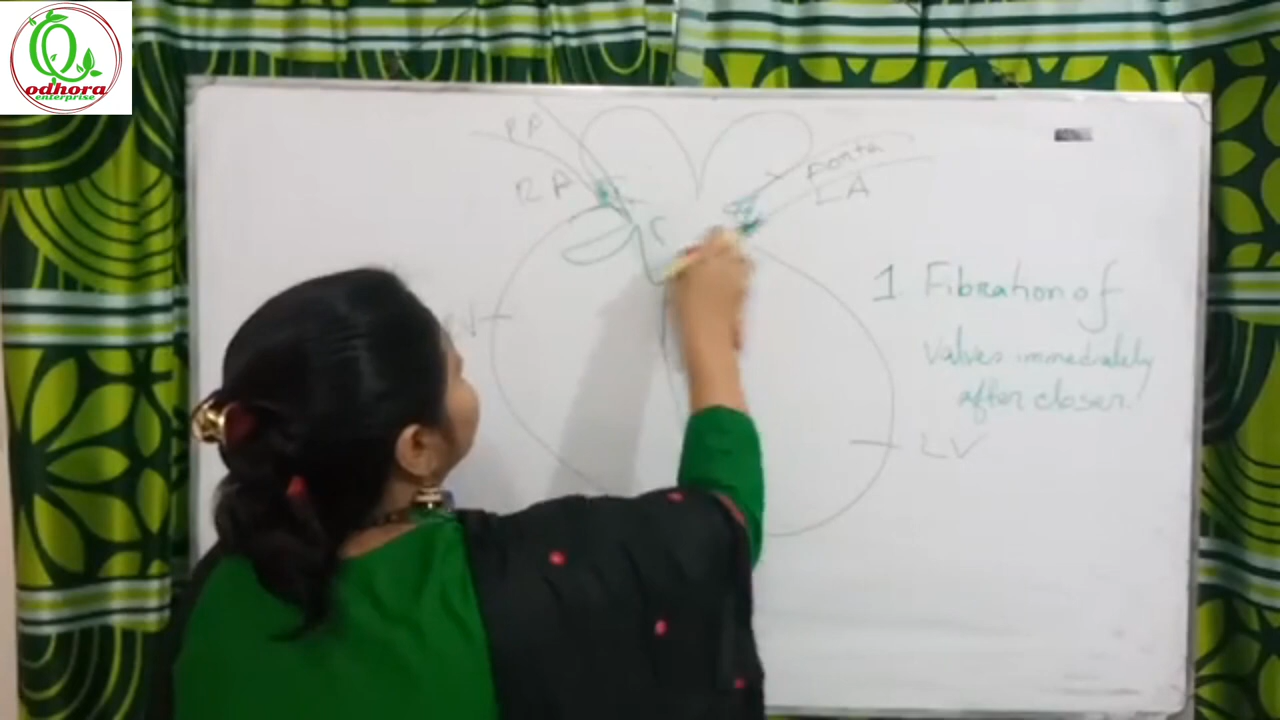 odhora
enterprise
PA
RA
Aorta
LA
1 Fibration of
valves immediately
after closer.
LV